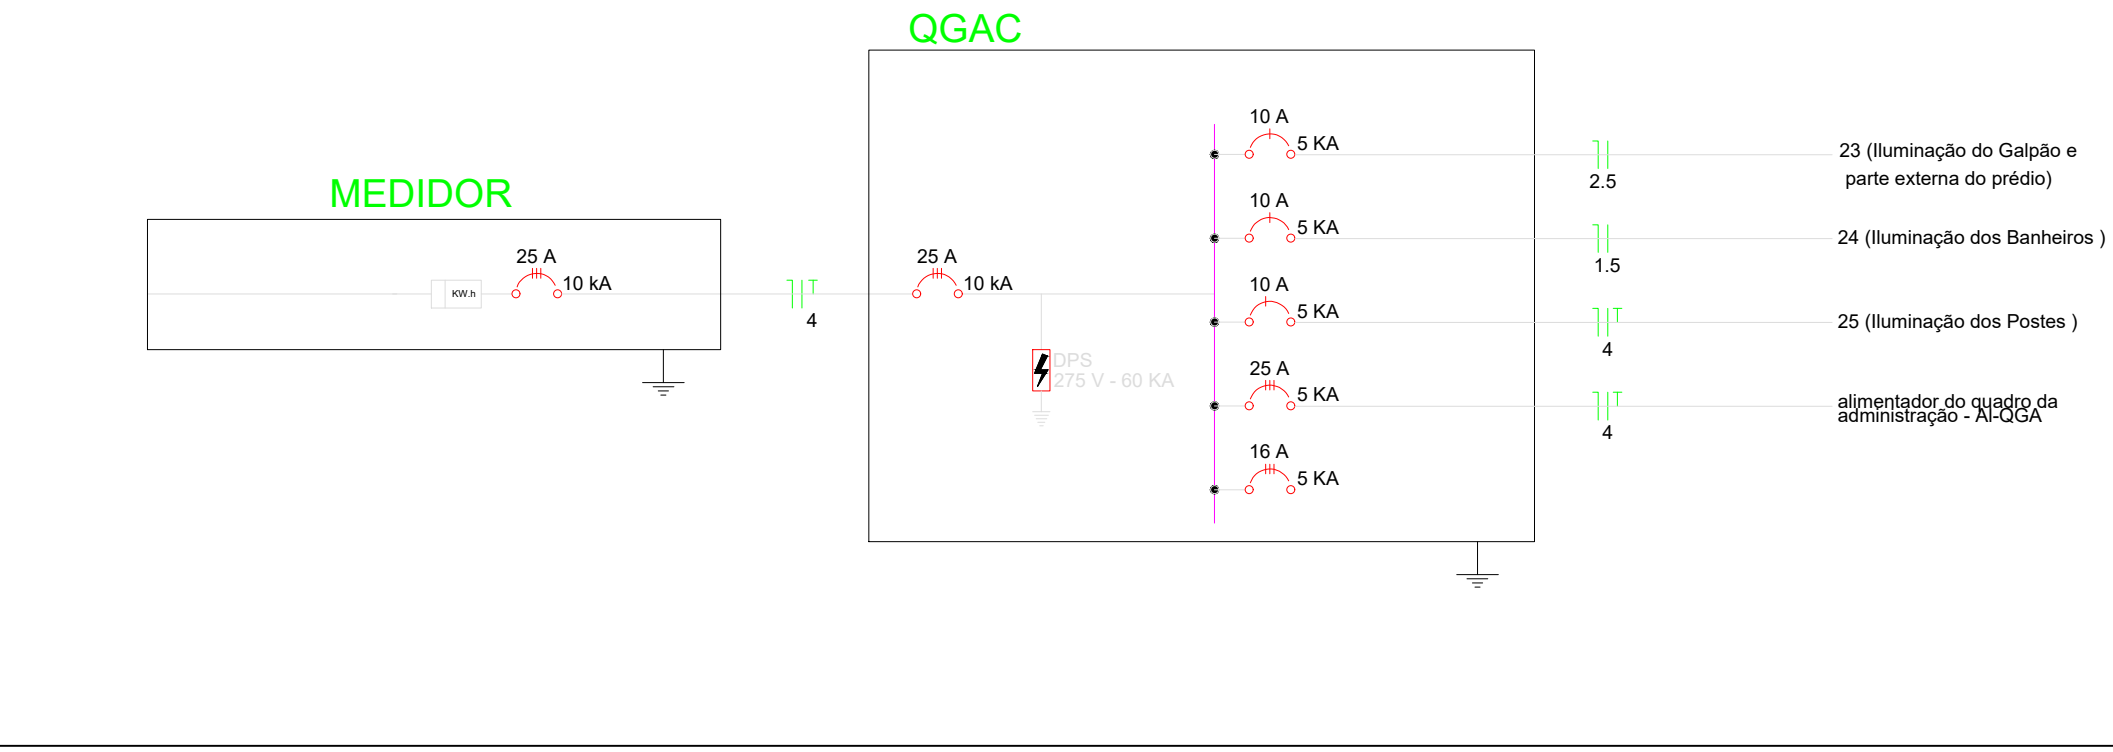 QGAC
MEDIDOR
25 A
10 kA
KW.h
4
25 A
10 kA
DPS
275 V - 60 KA
10 A
5 KA
2.5
23 (Iluminação do Galpão e
parte externa do prédio)
10 A
5 KA
1.5
24 (Iluminação dos Banheiros )
10 A
5 KA
4
25 (Iluminação dos Postes )
25 A
5 KA
4
alimentador do quadro da
administração - Al-QGA
16 A
5 KA